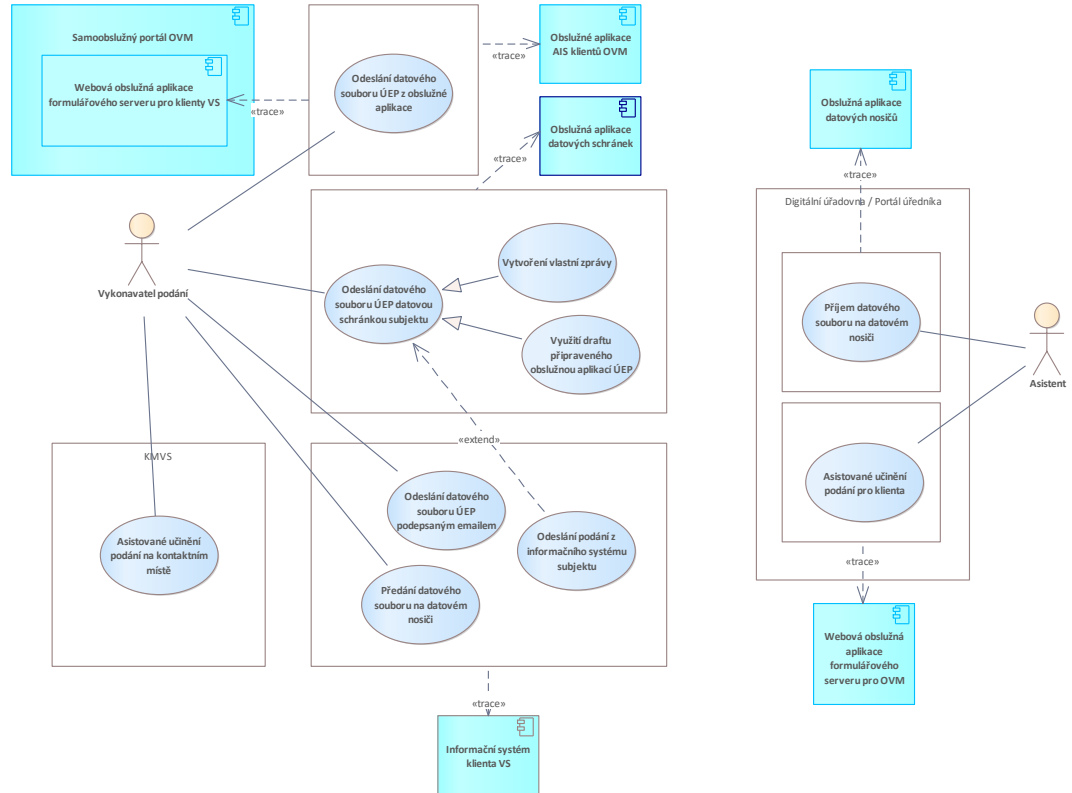 Samoobslužný portál OVM
Webová obslužná aplikace
formulářového serveru pro klienty VS
«trace»
Odeslání datového
souboru ÚEP z obslužné
aplikace
«trace»
Obslužné aplikace
AIS klientů OVM
Obslužná aplikace
datových schránek
«trace»
Obslužná aplikace
datových nosičů
«trace»
Digitální úřadovna / Portál úředníka
Vykonavatel podání
Odeslání datového
souboru ÚEP datovou
schránkou subjektu
Vytvoření vlastní
zprávy
Využití draftu
připraveného
obslužnou aplikací ÚEP
Příjem datového
souboru na datovém
nosiči
Asistent
«extend»
KMVS
Asistované učinění
podání na kontaktním
místě
Odeslání datového
souboru ÚEP
podepsaným emailem
Odeslání podání z
informačního systému
subjektu
Předání datového
souboru na datovém
nosiči
Asistované učinění
podání pro klienta
«trace»
Webová obslužná
aplikace
formulářového
serveru pro OVM
«trace»
Informační systém
klienta VS